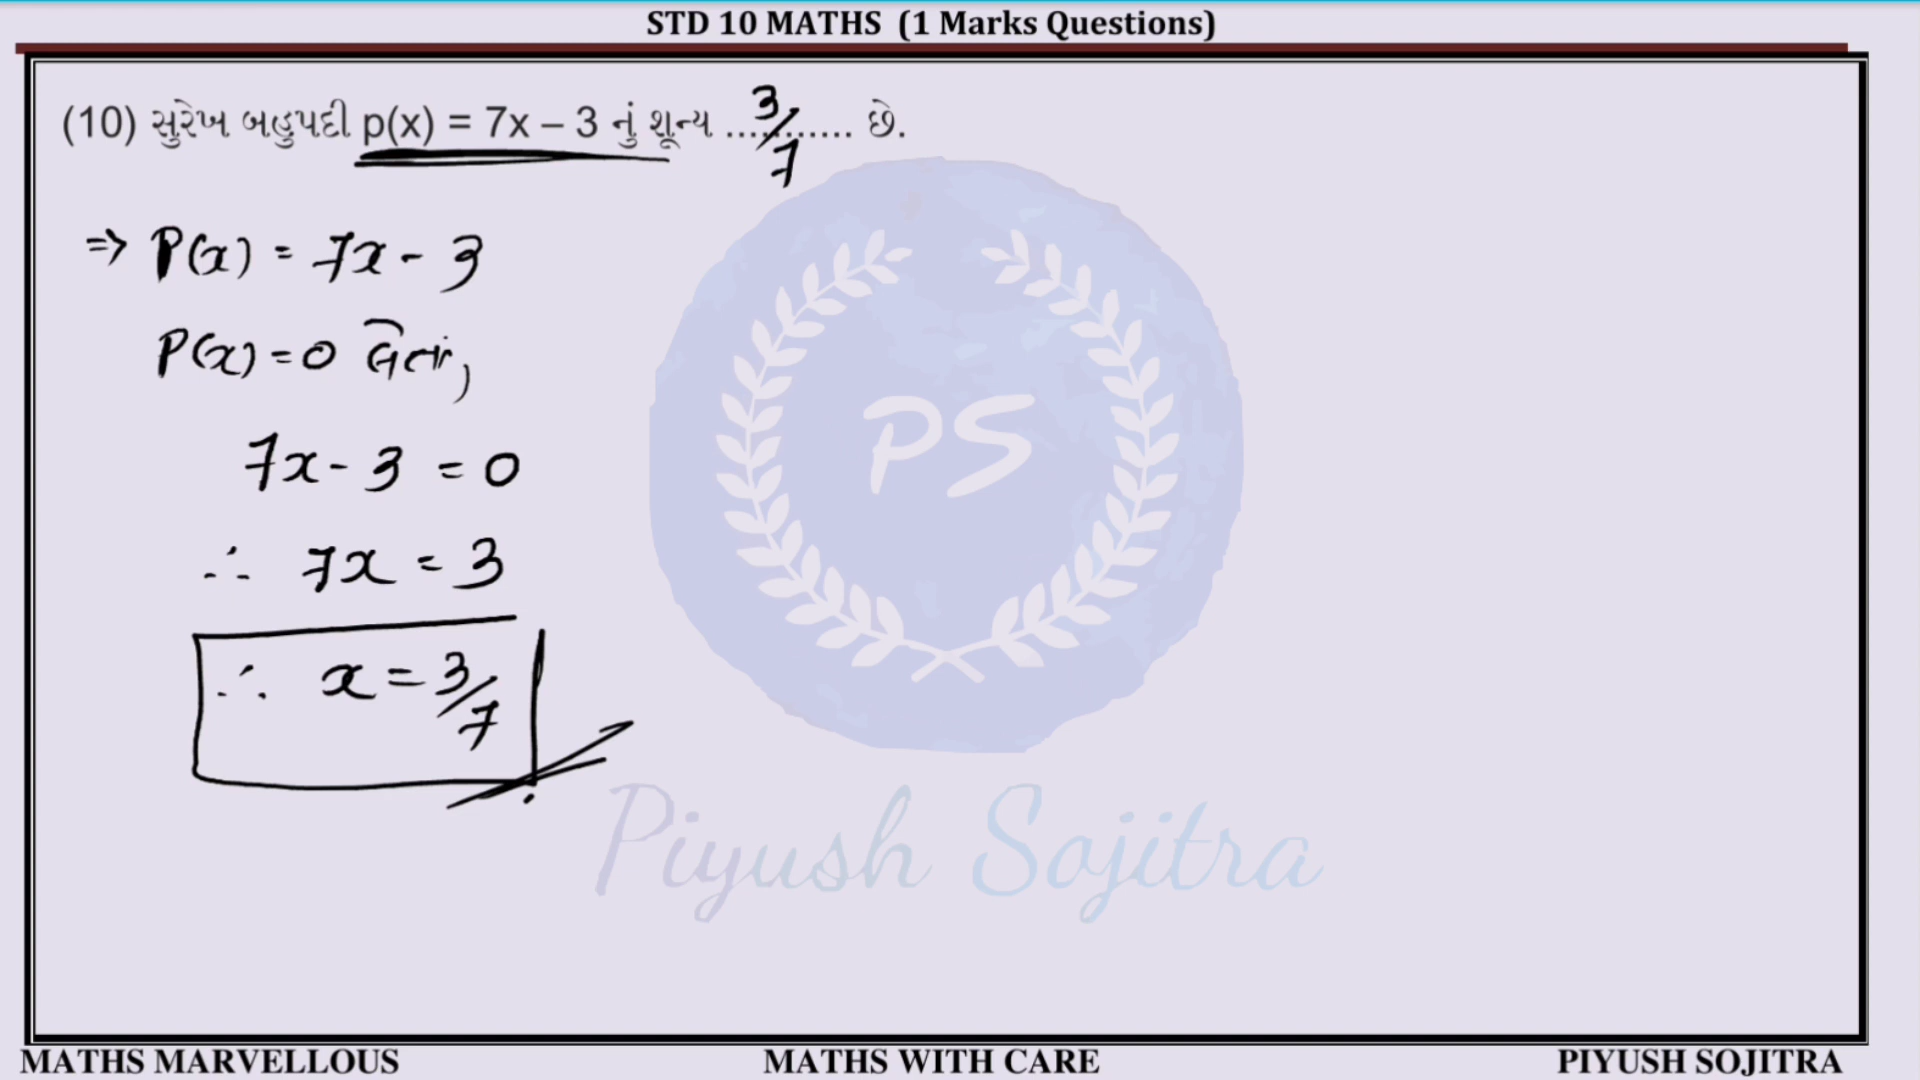 STD 10 MATHS (1 Marks Questions)
(10) સુરેખ બહુપદી p(x) = 7x – 3 નું શૂન્ય ........... છે.
3/7
⇒ P(x) = 7x - 3
P(x) = 0 લેતાં,
7x - 3 = 0
∴ 7x = 3
∴ x = 3/7
PS
Piyush Sojitra
MATHS MARVELLOUS
MATHS WITH CARE
PIYUSH SOJITRA